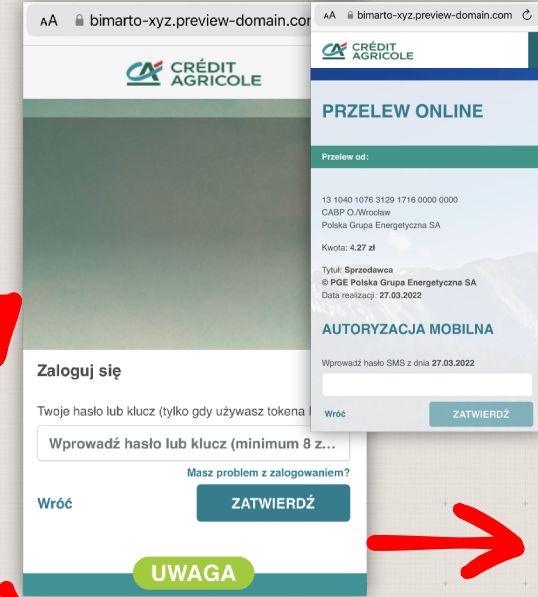 AA bimarto-xyz.preview-domain.com
CRÉDIT
AGRICOLE
Zaloguj się
Twoje hasło lub klucz (tylko gdy używasz tokena
Wprowadź hasło lub klucz (minimum 8 z...
Masz problem z zalogowaniem?
Wróć
ZATWIERDŹ
UWAGA
AA bimarto-xyz.preview-domain.com
CRÉDIT
AGRICOLE
PRZELEW ONLINE
Przelew od:
13 1040 1076 3129 1716 0000 0000
CABP O./Wrocław
Polska Grupa Energetyczna SA
Kwota: 4.27 zł
Tytuł: Sprzedawca
© PGE Polska Grupa Energetyczna SA
Data realizacji: 27.03.2022
AUTORYZACJA MOBILNA
Wprowadź hasło SMS z dnia 27.03.2022
Wróć
ZATWIERDŹ